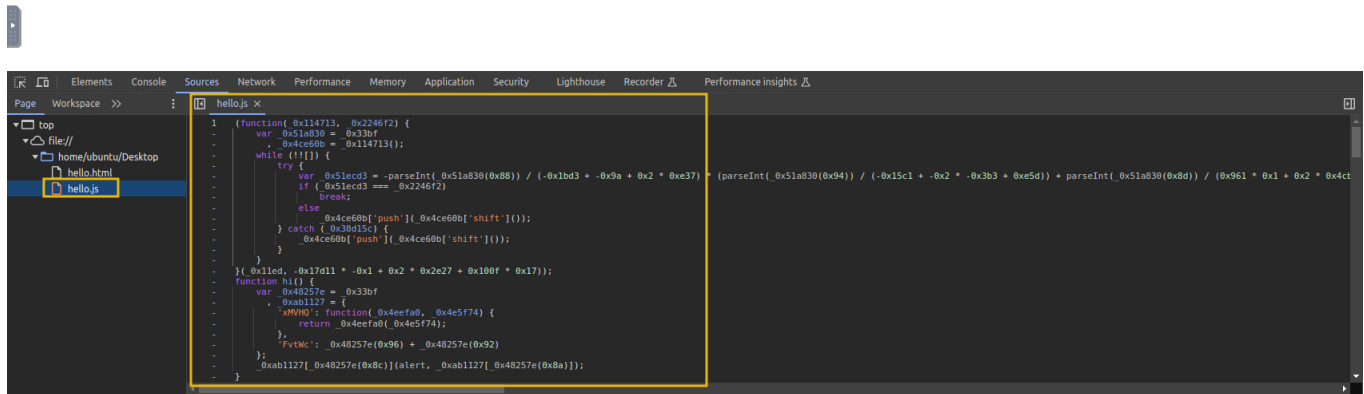 Elements Console Sources Network Performance Memory Application Security Lighthouse Recorder Performance insights
Page Workspace >> ⋮ hello.js ×
top
file://
home/ubuntu/Desktop
hello.html
hello.js
1 (function(_0x114713, _0x2246f2) {
- var _0x51a830 = _0x33bf
- , _0x4ce60b = _0x114713();
- while (!![]) {
- try {
- var _0x51ecd3 = -parseInt(_0x51a830(0x88)) / (-0x1bd3 + -0x9a + 0x2 * 0xe37) * (parseInt(_0x51a830(0x94)) / (-0x15c1 + -0x2 * -0x3b3 + 0xe5d)) + parseInt(_0x51a830(0x8d)) / (0x961 * 0x1 + 0x2 * 0x4cb
- if (_0x51ecd3 === _0x2246f2)
- break;
- else
- _0x4ce60b['push'](_0x4ce60b['shift']());
- } catch (_0x38d15c) {
- _0x4ce60b['push'](_0x4ce60b['shift']());
- }
- }
- }(_0x11ed, -0x17d11 * -0x1 + 0x2 * 0x2e27 + 0x100f * 0x17));
- function hi() {
- var _0x48257e = _0x33bf
- , _0xab1127 = {
- 'xMVHQ': function(_0x4eefa0, _0x4e5f74) {
- return _0x4eefa0(_0x4e5f74);
- },
- 'FvtWc': _0x48257e(0x96) + _0x48257e(0x92)
- };
- _0xab1127[_0x48257e(0x8c)](alert, _0xab1127[_0x48257e(0x8a)]);
- }